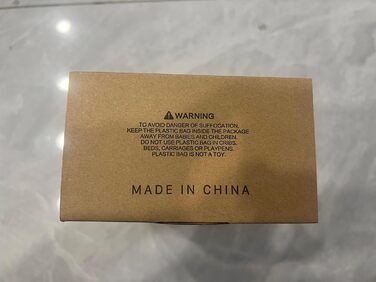 ⚠ WARNING
TO AVOID DANGER OF SUFFOCATION,
KEEP THE PLASTIC BAG INSIDE THE PACKAGE
AWAY FROM BABIES AND CHILDREN.
DO NOT USE PLASTIC BAG IN CRIBS,
BEDS, CARRIAGES OR PLAYPENS.
PLASTIC BAG IS NOT A TOY.
MADE IN CHINA